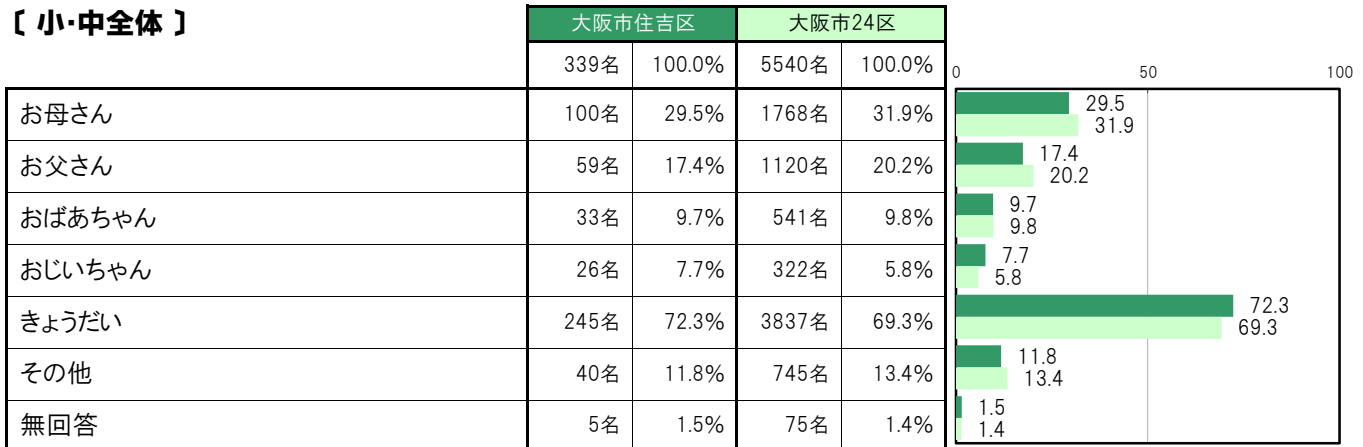 〔 小・中全体 〕
大阪市住吉区 大阪市24区
339名 100.0% 5540名 100.0%
0 50 100
お母さん 100名 29.5% 1768名 31.9%
29.5
31.9
お父さん 59名 17.4% 1120名 20.2%
17.4
20.2
おばあちゃん 33名 9.7% 541名 9.8%
9.7
9.8
おじいちゃん 26名 7.7% 322名 5.8%
7.7
5.8
きょうだい 245名 72.3% 3837名 69.3%
72.3
69.3
その他 40名 11.8% 745名 13.4%
11.8
13.4
無回答 5名 1.5% 75名 1.4%
1.5
1.4